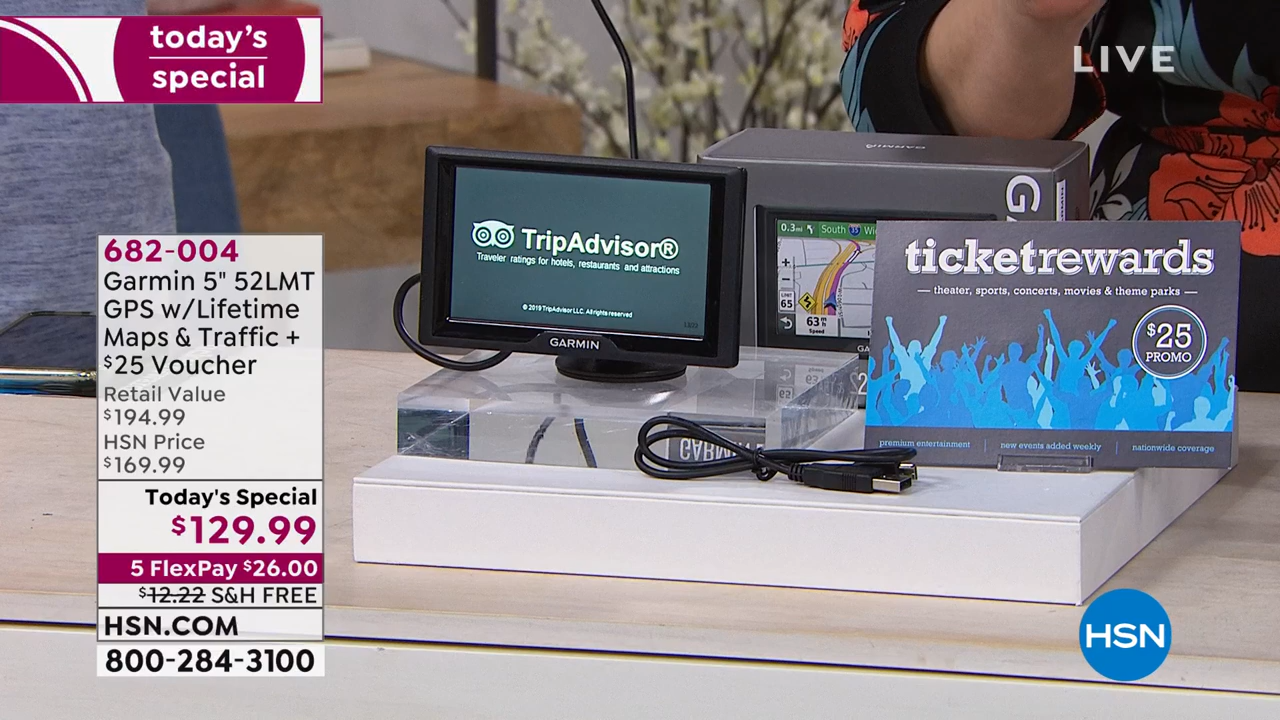 today's
special
LIVE
682-004
Garmin 5" 52LMT
GPS w/Lifetime
Maps & Traffic +
$25 Voucher
Retail Value
$194.99
HSN Price
$169.99
Today's Special
$129.99
5 FlexPay $26.00
$12.22 S&H FREE
HSN.COM
800-284-3100
TripAdvisor®
Traveler ratings for hotels, restaurants and attractions
© 2019 TripAdvisor LLC. All rights reserved
GARMIN
GARMIN
0.3mi
South
35
LIMIT
65
63
Speed
ticketrewards
theater, sports, concerts, movies & theme parks
$25
PROMO
premium entertainment
new events added weekly
nationwide coverage
HSN